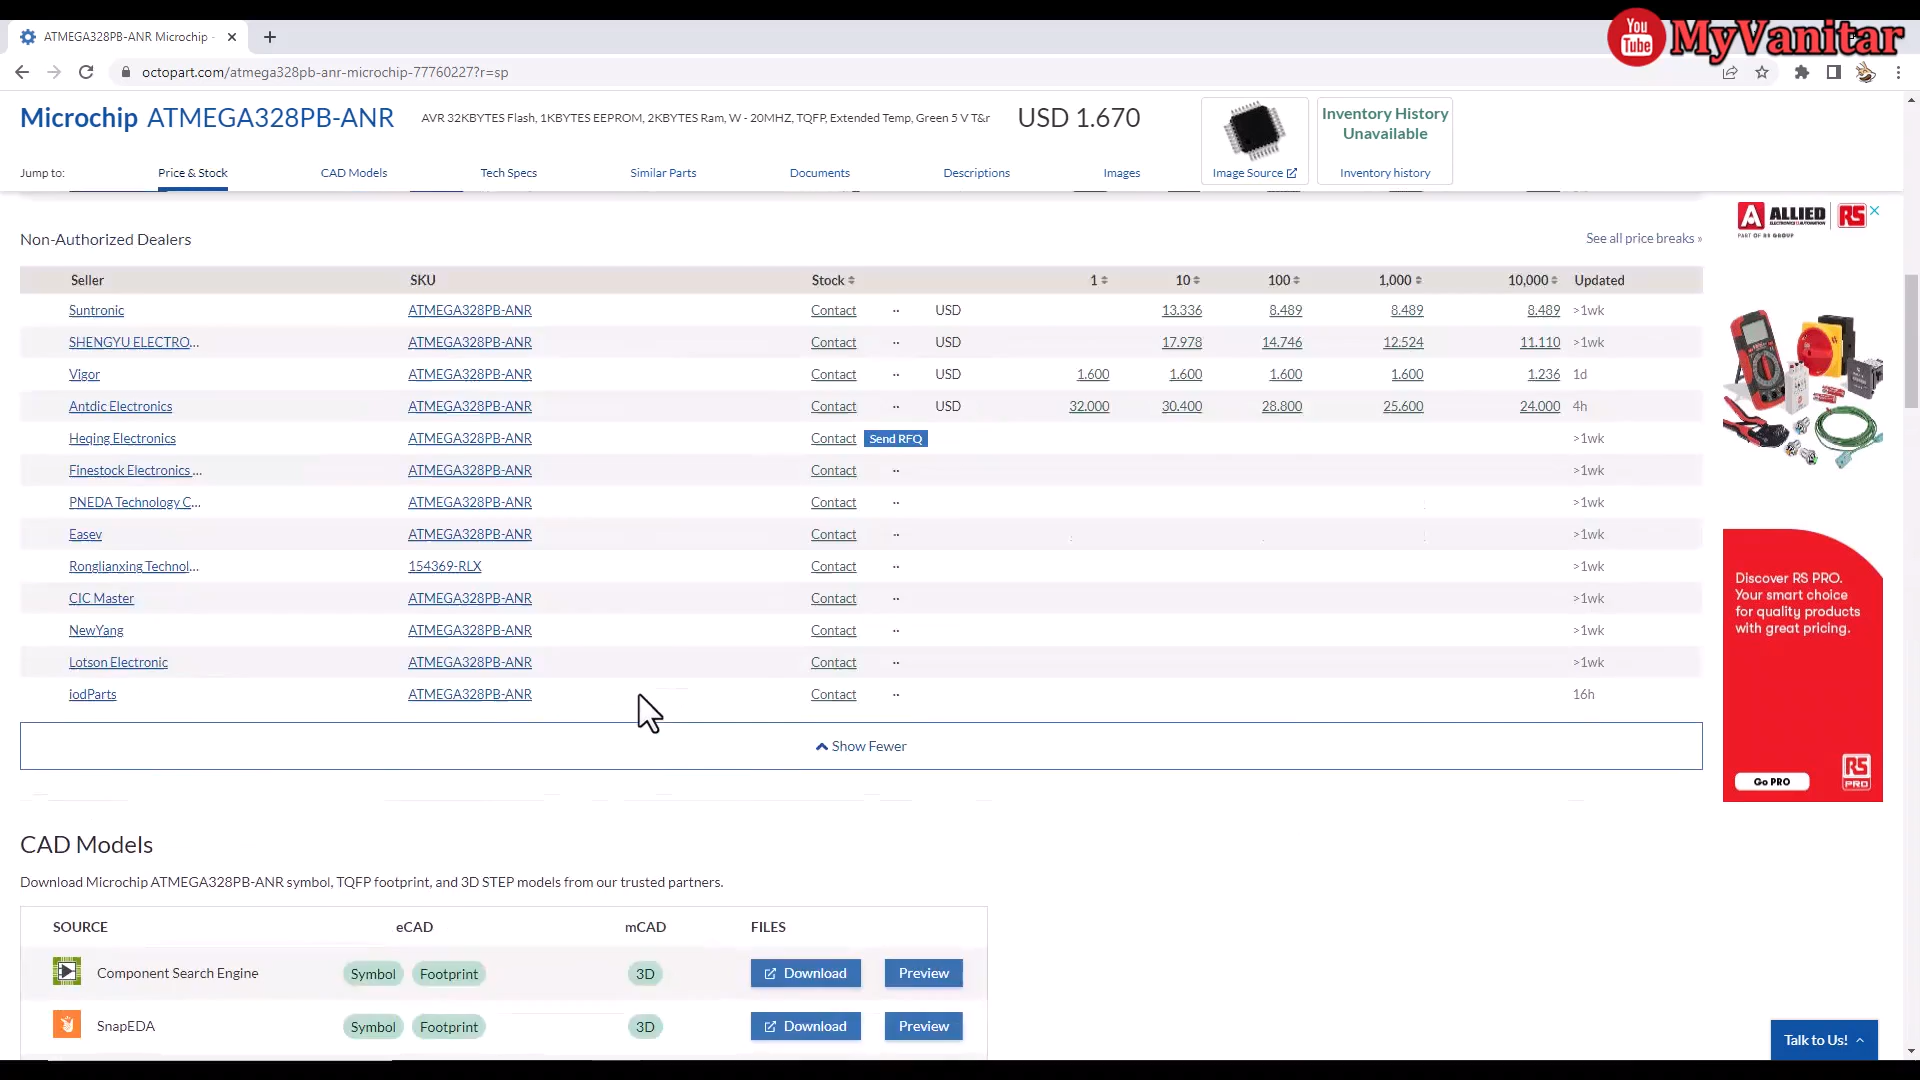 ATMEGA328PB-ANR Microchip -
You Tube MyVanitar
octopart.com/atmega328pb-anr-microchip-77760227?r=sp
Microchip ATMEGA328PB-ANR
AVR 32KBYTES Flash, 1KBYTES EEPROM, 2KBYTES Ram, W - 20MHZ, TQFP, Extended Temp, Green 5 V T&r
USD 1.670
Inventory History Unavailable
Jump to: Price & Stock CAD Models Tech Specs Similar Parts Documents Descriptions Images Image Source Inventory history
Non-Authorized Dealers See all price breaks »
Seller SKU Stock 1 10 100 1,000 10,000 Updated
Suntronic ATMEGA328PB-ANR Contact -- USD 13.336 8.489 8.489 8.489 >1wk
SHENGYU ELECTRO... ATMEGA328PB-ANR Contact -- USD 17.978 14.746 12.524 11.110 >1wk
Vigor ATMEGA328PB-ANR Contact -- USD 1.600 1.600 1.600 1.600 1.236 1d
Antdic Electronics ATMEGA328PB-ANR Contact -- USD 32.000 30.400 28.800 25.600 24.000 4h
Heqing Electronics ATMEGA328PB-ANR Contact Send RFQ >1wk
Finestock Electronics ... ATMEGA328PB-ANR Contact -- >1wk
PNEDA Technology C... ATMEGA328PB-ANR Contact -- >1wk
Easev ATMEGA328PB-ANR Contact -- >1wk
Ronglianxing Technol... 154369-RLX Contact -- >1wk
CIC Master ATMEGA328PB-ANR Contact -- >1wk
NewYang ATMEGA328PB-ANR Contact -- >1wk
Lotson Electronic ATMEGA328PB-ANR Contact -- >1wk
iodParts ATMEGA328PB-ANR Contact -- 16h
Show Fewer
ALLIED RS
ELECTRONICS & AUTOMATION
PART OF RS GROUP
Discover RS PRO.
Your smart choice
for quality products
with great pricing.
Go PRO RS PRO
CAD Models
Download Microchip ATMEGA328PB-ANR symbol, TQFP footprint, and 3D STEP models from our trusted partners.
SOURCE eCAD mCAD FILES
Component Search Engine Symbol Footprint 3D Download Preview
SnapEDA Symbol Footprint 3D Download Preview
Talk to Us!